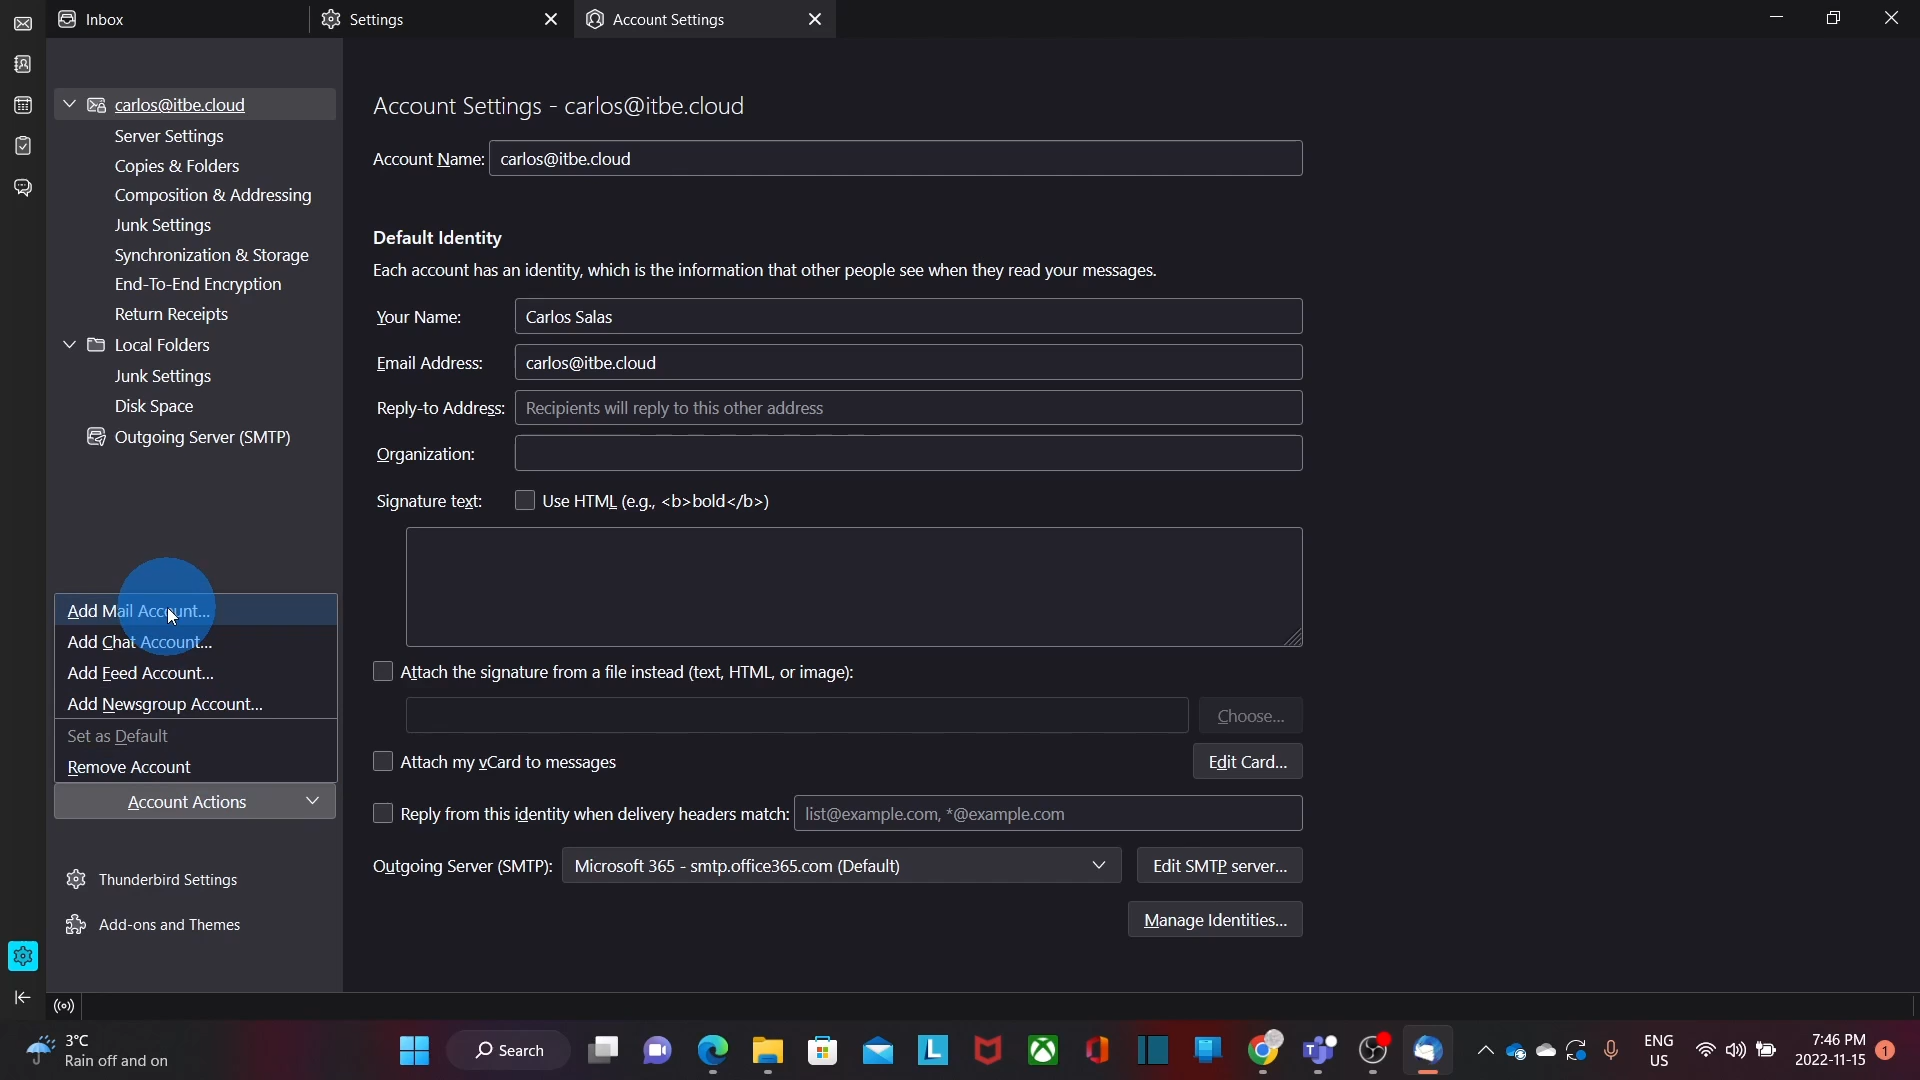 Inbox
Settings
Account Settings
carlos@itbe.cloud
Server Settings
Copies & Folders
Composition & Addressing
Junk Settings
Synchronization & Storage
End-To-End Encryption
Return Receipts
Local Folders
Junk Settings
Disk Space
Outgoing Server (SMTP)
Add Mail Account...
Add Chat Account...
Add Feed Account...
Add Newsgroup Account...
Set as Default
Remove Account
Account Actions
Thunderbird Settings
Add-ons and Themes
Account Settings - carlos@itbe.cloud
Account Name: carlos@itbe.cloud
Default Identity
Each account has an identity, which is the information that other people see when they read your messages.
Your Name: Carlos Salas
Email Address: carlos@itbe.cloud
Reply-to Address: Recipients will reply to this other address
Organization:
Signature text: Use HTML (e.g., <b>bold</b>)
Attach the signature from a file instead (text, HTML, or image):
Choose...
Attach my vCard to messages Edit Card...
Reply from this identity when delivery headers match: list@example.com, *@example.com
Outgoing Server (SMTP): Microsoft 365 - smtp.office365.com (Default) Edit SMTP server...
Manage Identities...
3°C
Rain off and on
Search
ENG
US
7:46 PM
2022-11-15
1